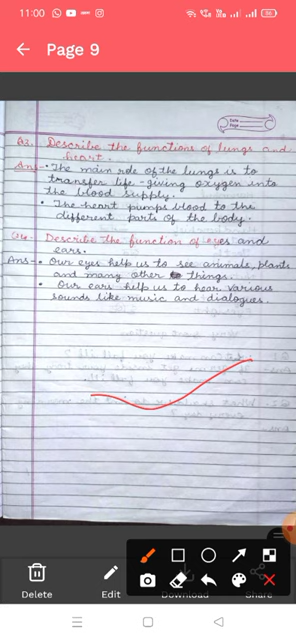 11:00
Page 9
Date
Page
Q3. Describe the functions of lungs and
heart.
Ans- • The main role of the lungs is to
transfer life-giving oxygen into
the blood supply.
• The heart pumps blood to the
different parts of the body.
Q4. Describe the function of eyes and
ears.
Ans- • Our eyes help us to see animals, plants
and many other things.
• Our ears help us to hear various
sounds like music and dialogues.
Delete
Edit
Download
Share